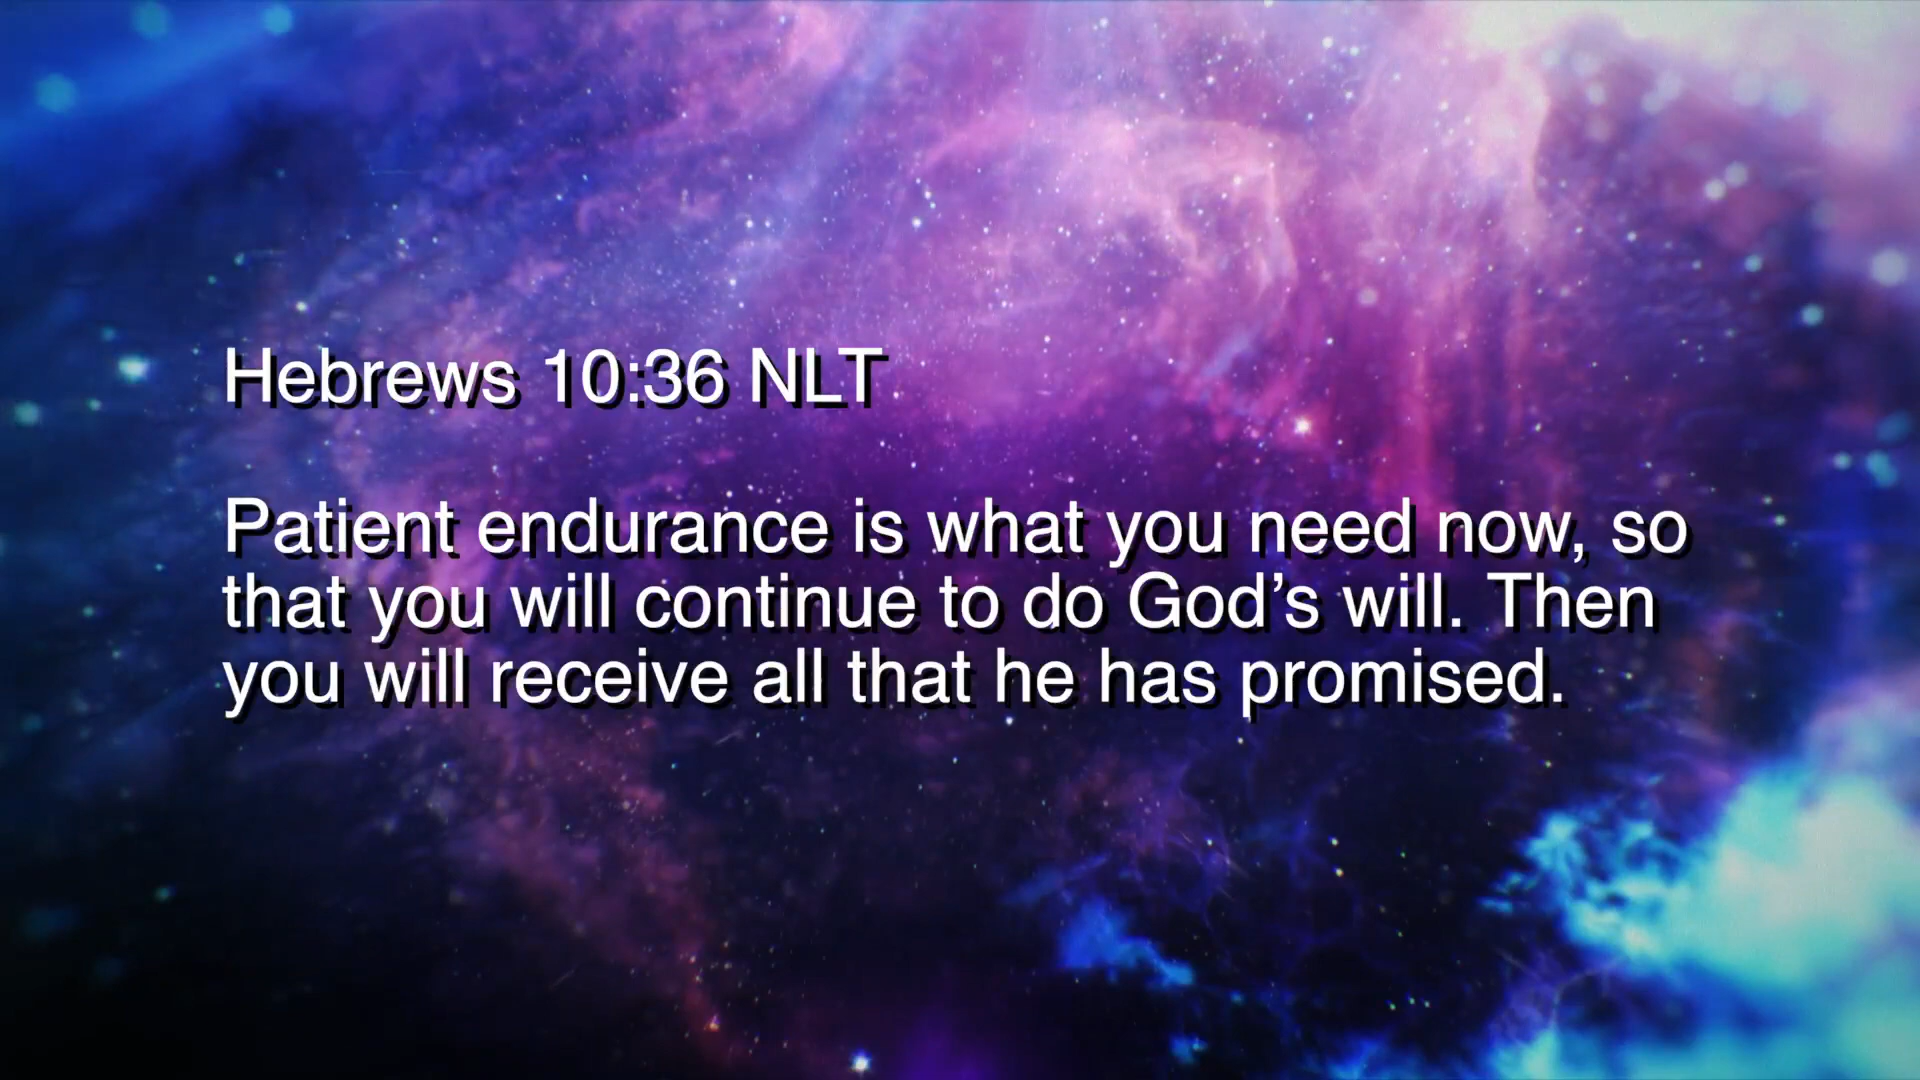 Hebrews 10:36 NLT
Patient endurance is what you need now, so
that you will continue to do God’s will. Then
you will receive all that he has promised.